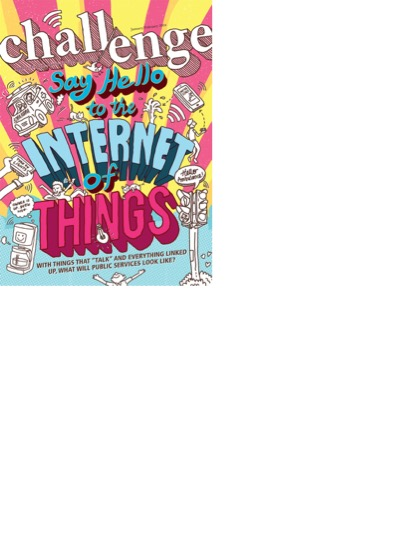 challenge
Say Hello
to the
INTERNET
of
THINGS
WITH THINGS THAT "TALK" AND EVERYTHING LINKED
UP, WHAT WILL PUBLIC SERVICES LOOK LIKE?